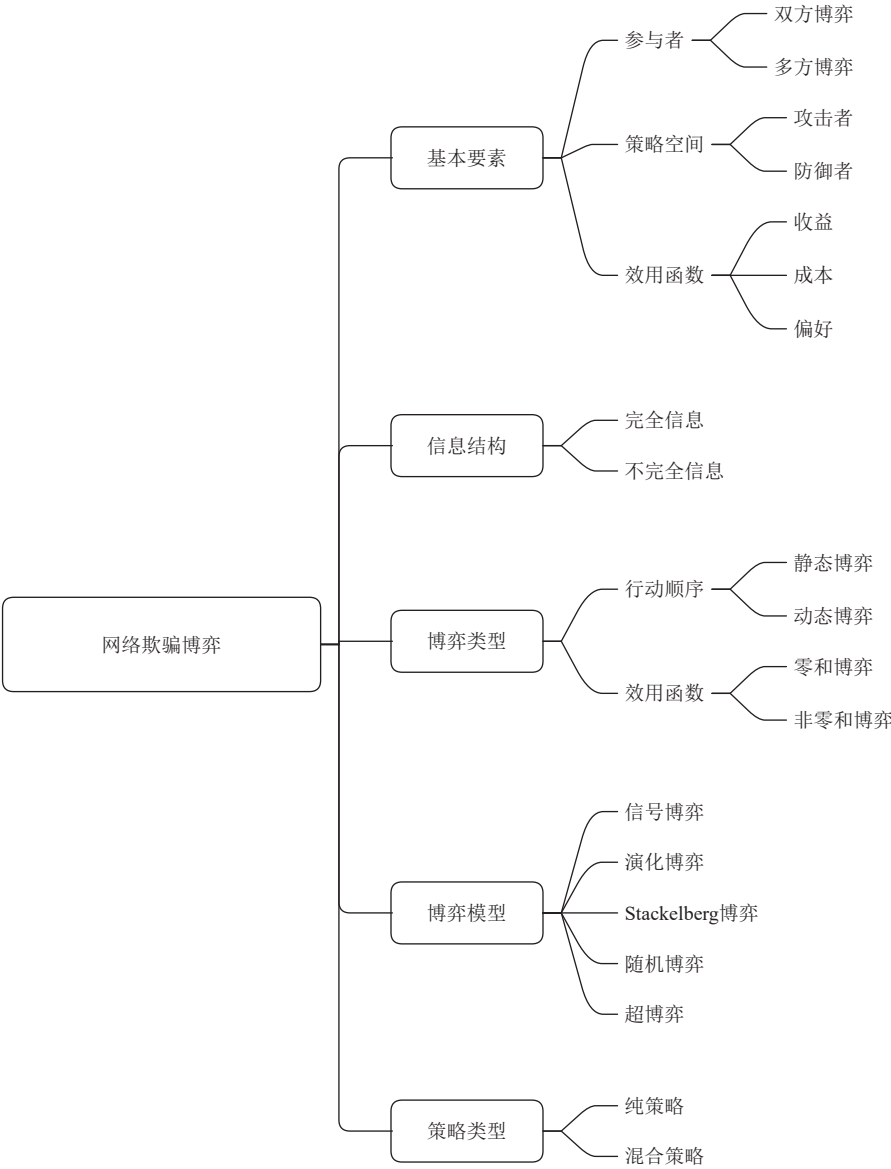 网络欺骗博弈
基本要素
参与者
双方博弈
多方博弈
策略空间
攻击者
防御者
效用函数
收益
成本
偏好
信息结构
完全信息
不完全信息
博弈类型
行动顺序
静态博弈
动态博弈
效用函数
零和博弈
非零和博弈
博弈模型
信号博弈
演化博弈
Stackelberg博弈
随机博弈
超博弈
策略类型
纯策略
混合策略